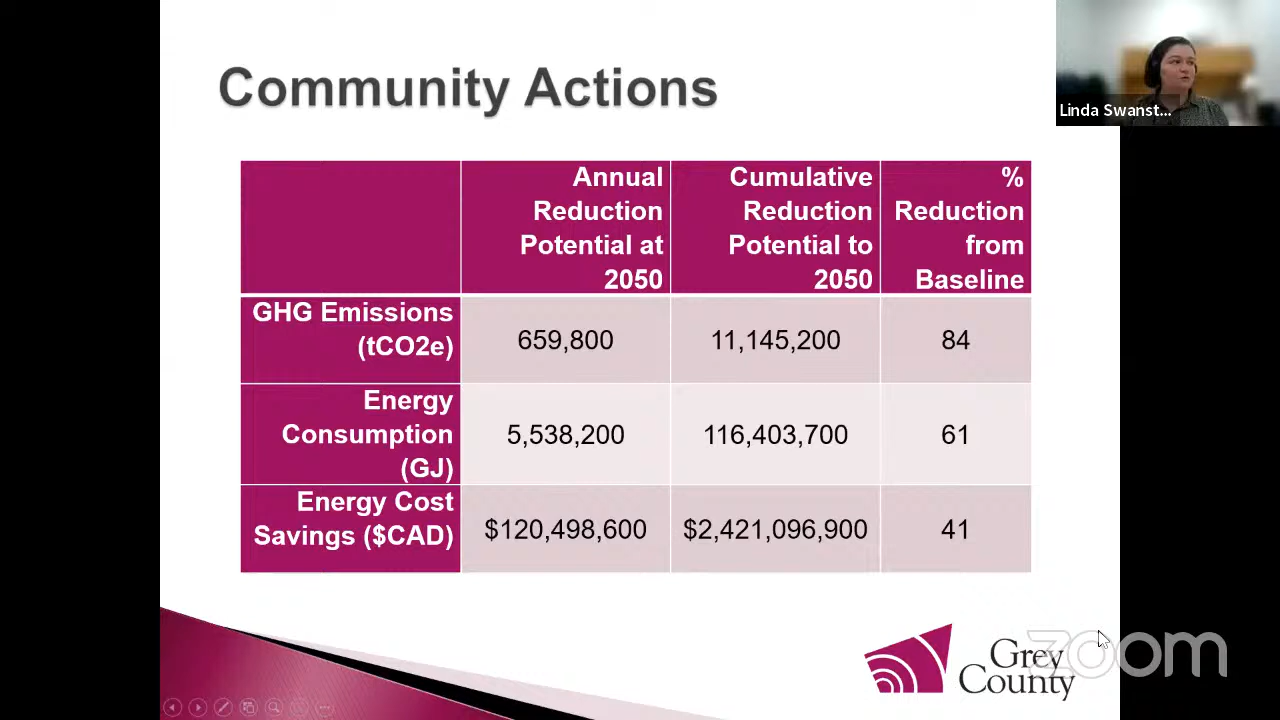 Community Actions
Linda Swanst...
Annual Reduction Potential at 2050
Cumulative Reduction Potential to 2050
% Reduction from Baseline
GHG Emissions (tCO2e)
659,800
11,145,200
84
Energy Consumption (GJ)
5,538,200
116,403,700
61
Energy Cost Savings ($CAD)
$120,498,600
$2,421,096,900
41
Grey
County
zoom